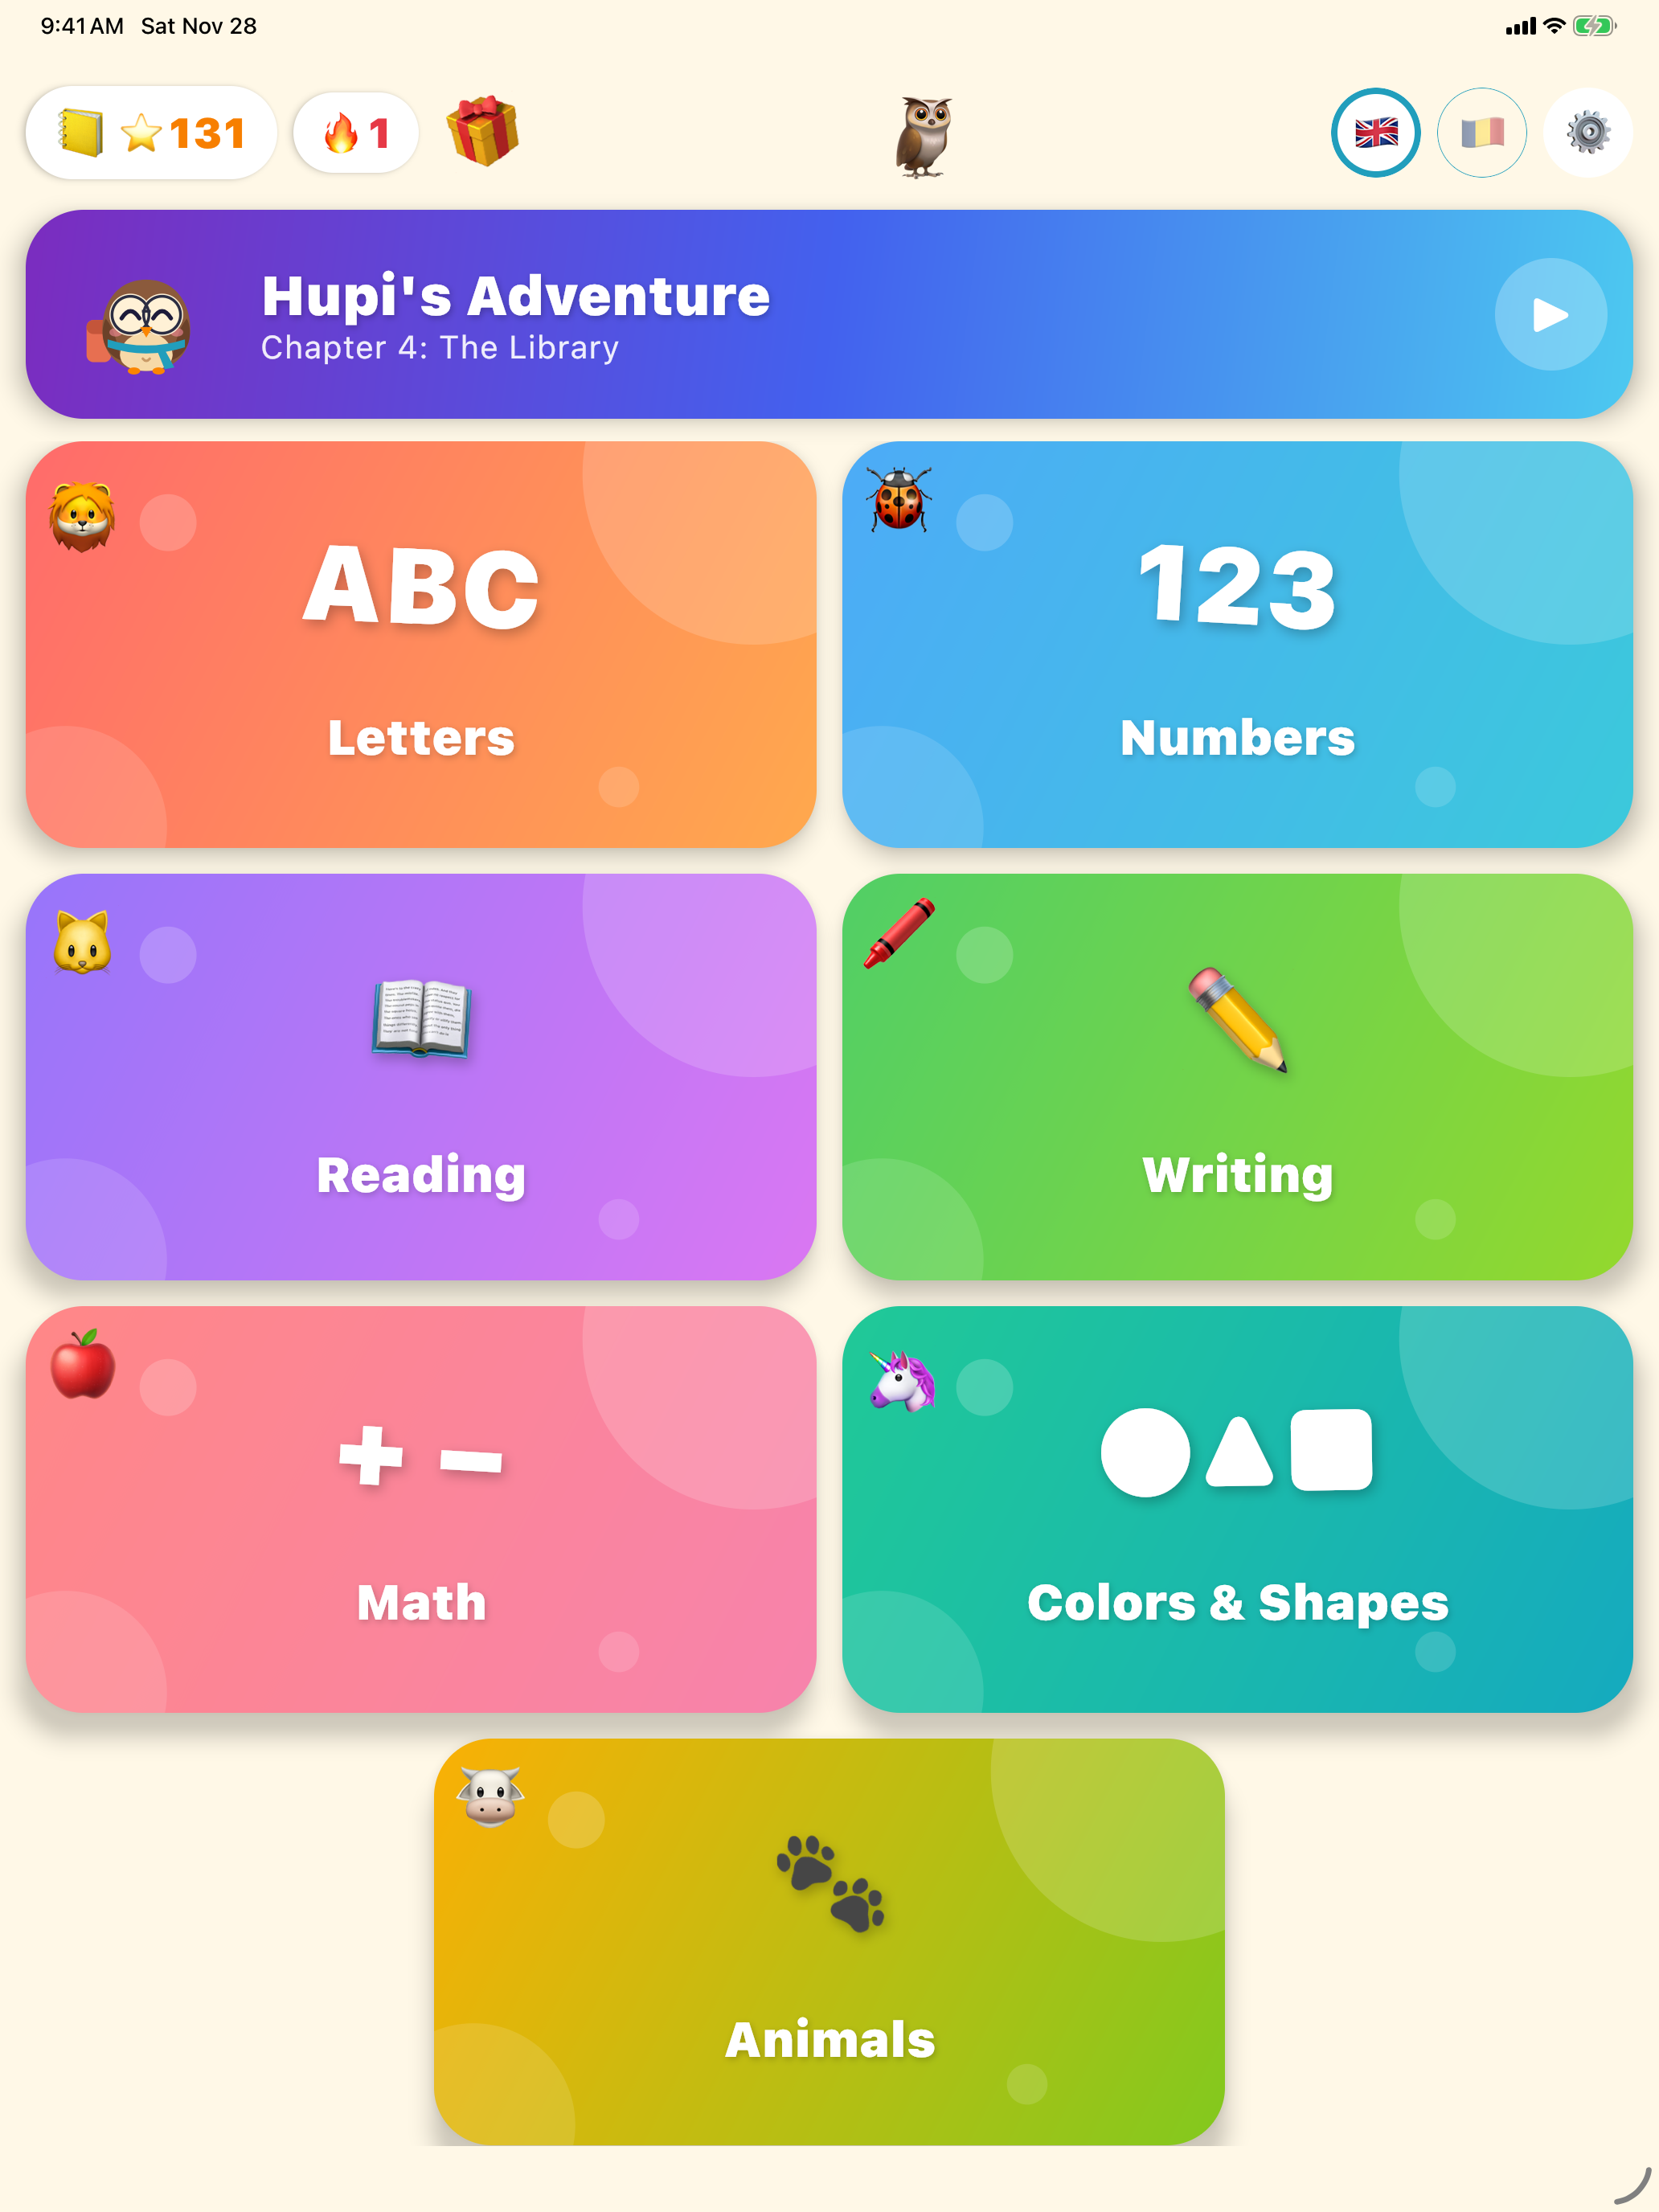 9:41 AM Sat Nov 28
131
1
Hupi's Adventure
Chapter 4: The Library
ABC
123
Letters
Numbers
Reading
Writing
+ −
Math
Colors & Shapes
Animals